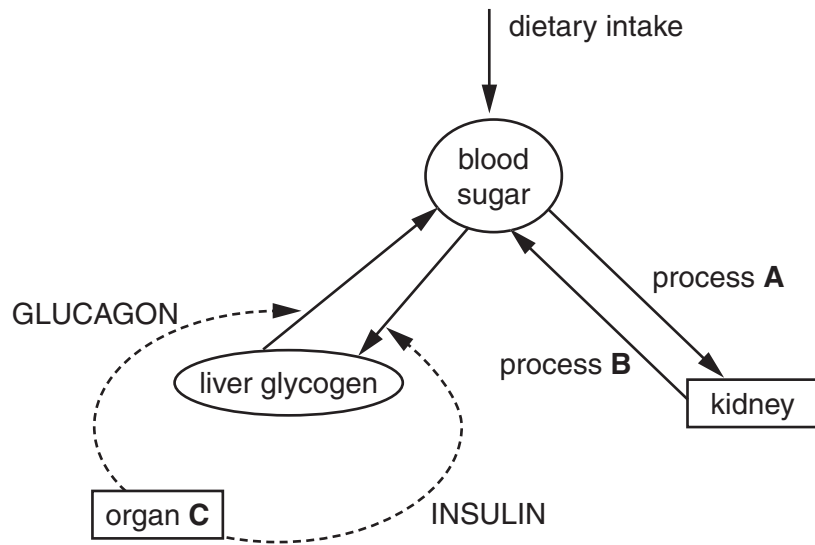 dietary intake
blood
sugar
process A
GLUCAGON
process B
liver glycogen
kidney
organ C
INSULIN